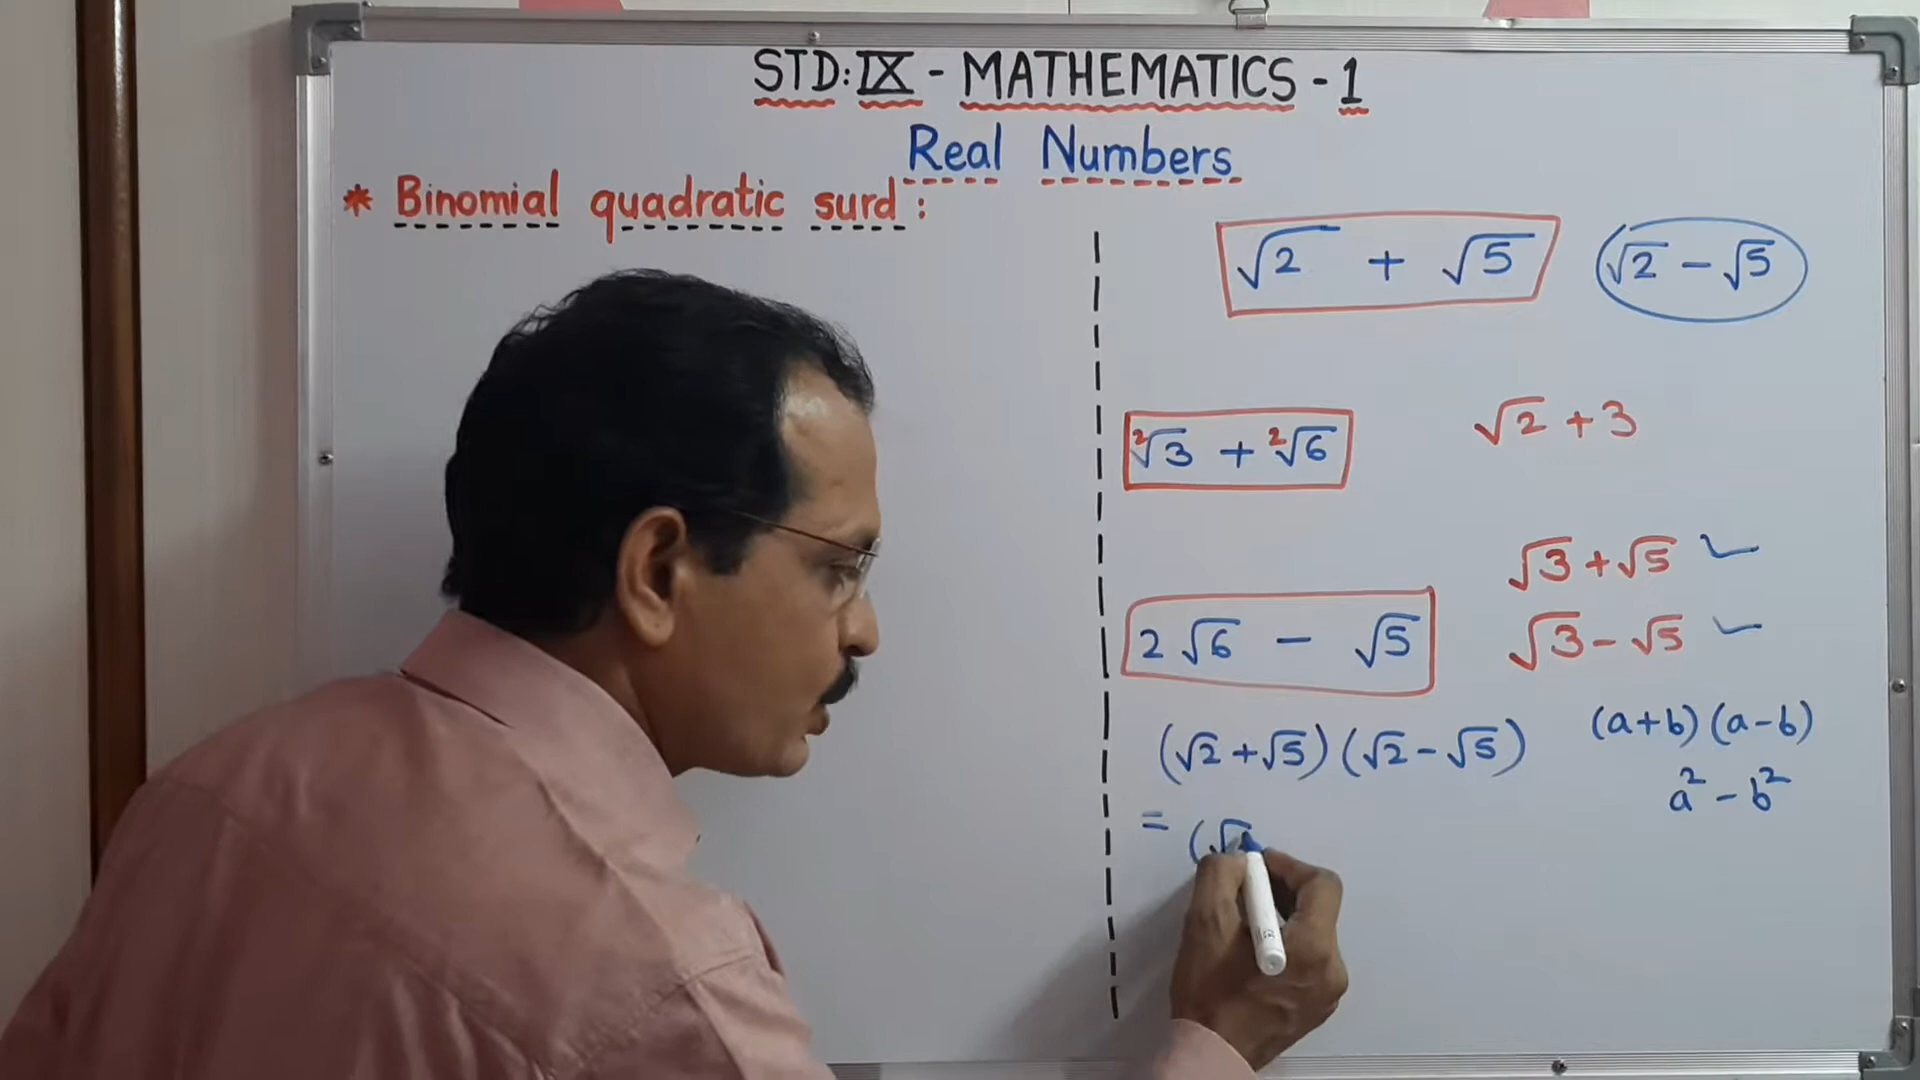 STD: IX - MATHEMATICS - 1
Real Numbers
* Binomial quadratic surd :
√2 + √5
√2 - √5
²√3 + ²√6
√2 + 3
√3 + √5 ✓
2√6 - √5
√3 - √5 ✓
(√2 + √5)(√2 - √5)
(a+b)(a-b)
a² - b²
= (√